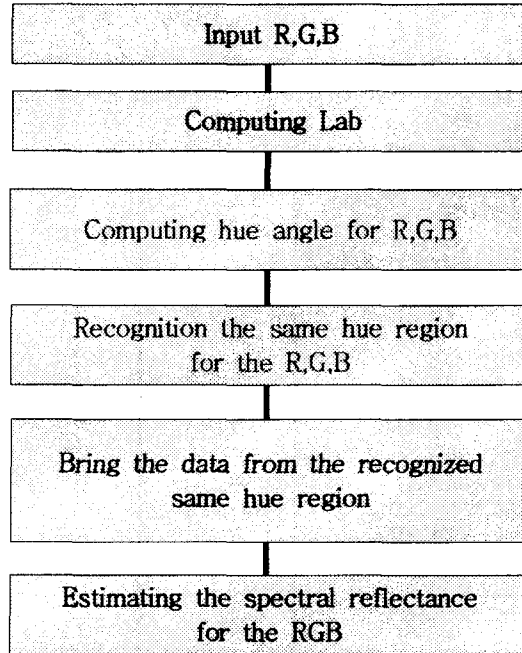 Input R,G,B
Computing Lab
Computing hue angle for R,G,B
Recognition the same hue region
for the R,G,B
Bring the data from the recognized
same hue region
Estimating the spectral reflectance
for the RGB